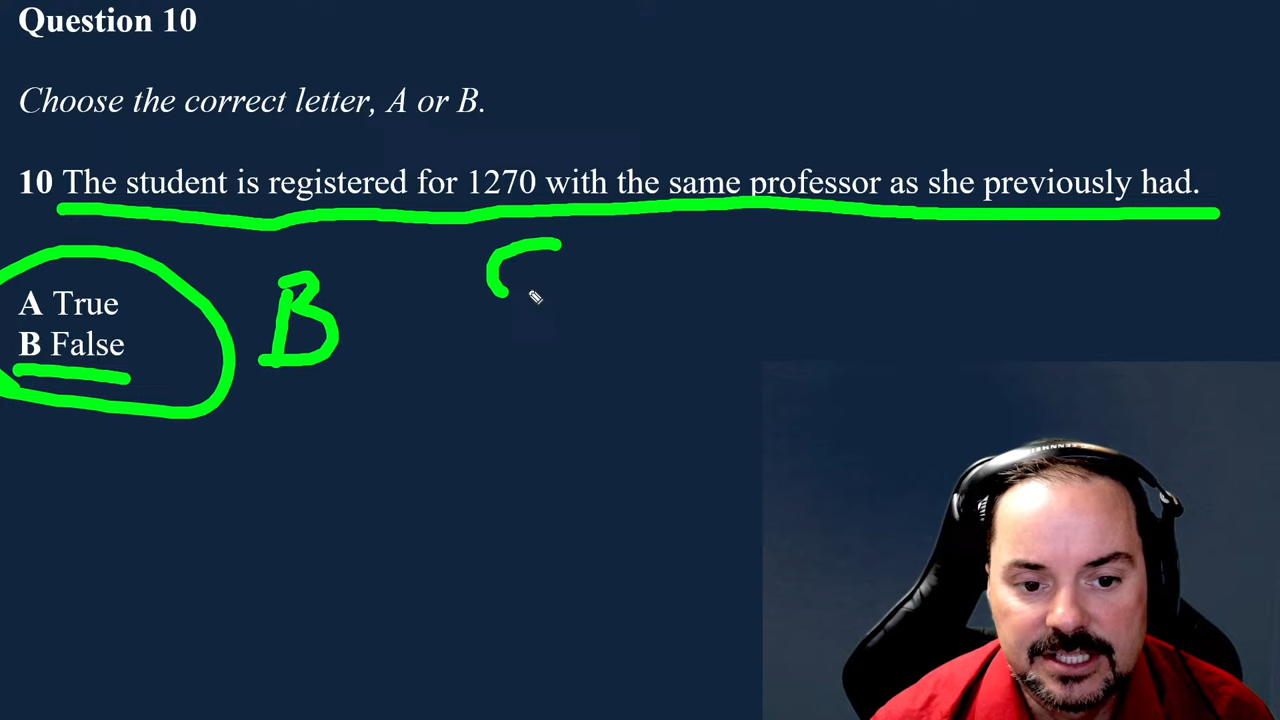 Question 10
Choose the correct letter, A or B.
10 The student is registered for 1270 with the same professor as she previously had.
A True
B False
B